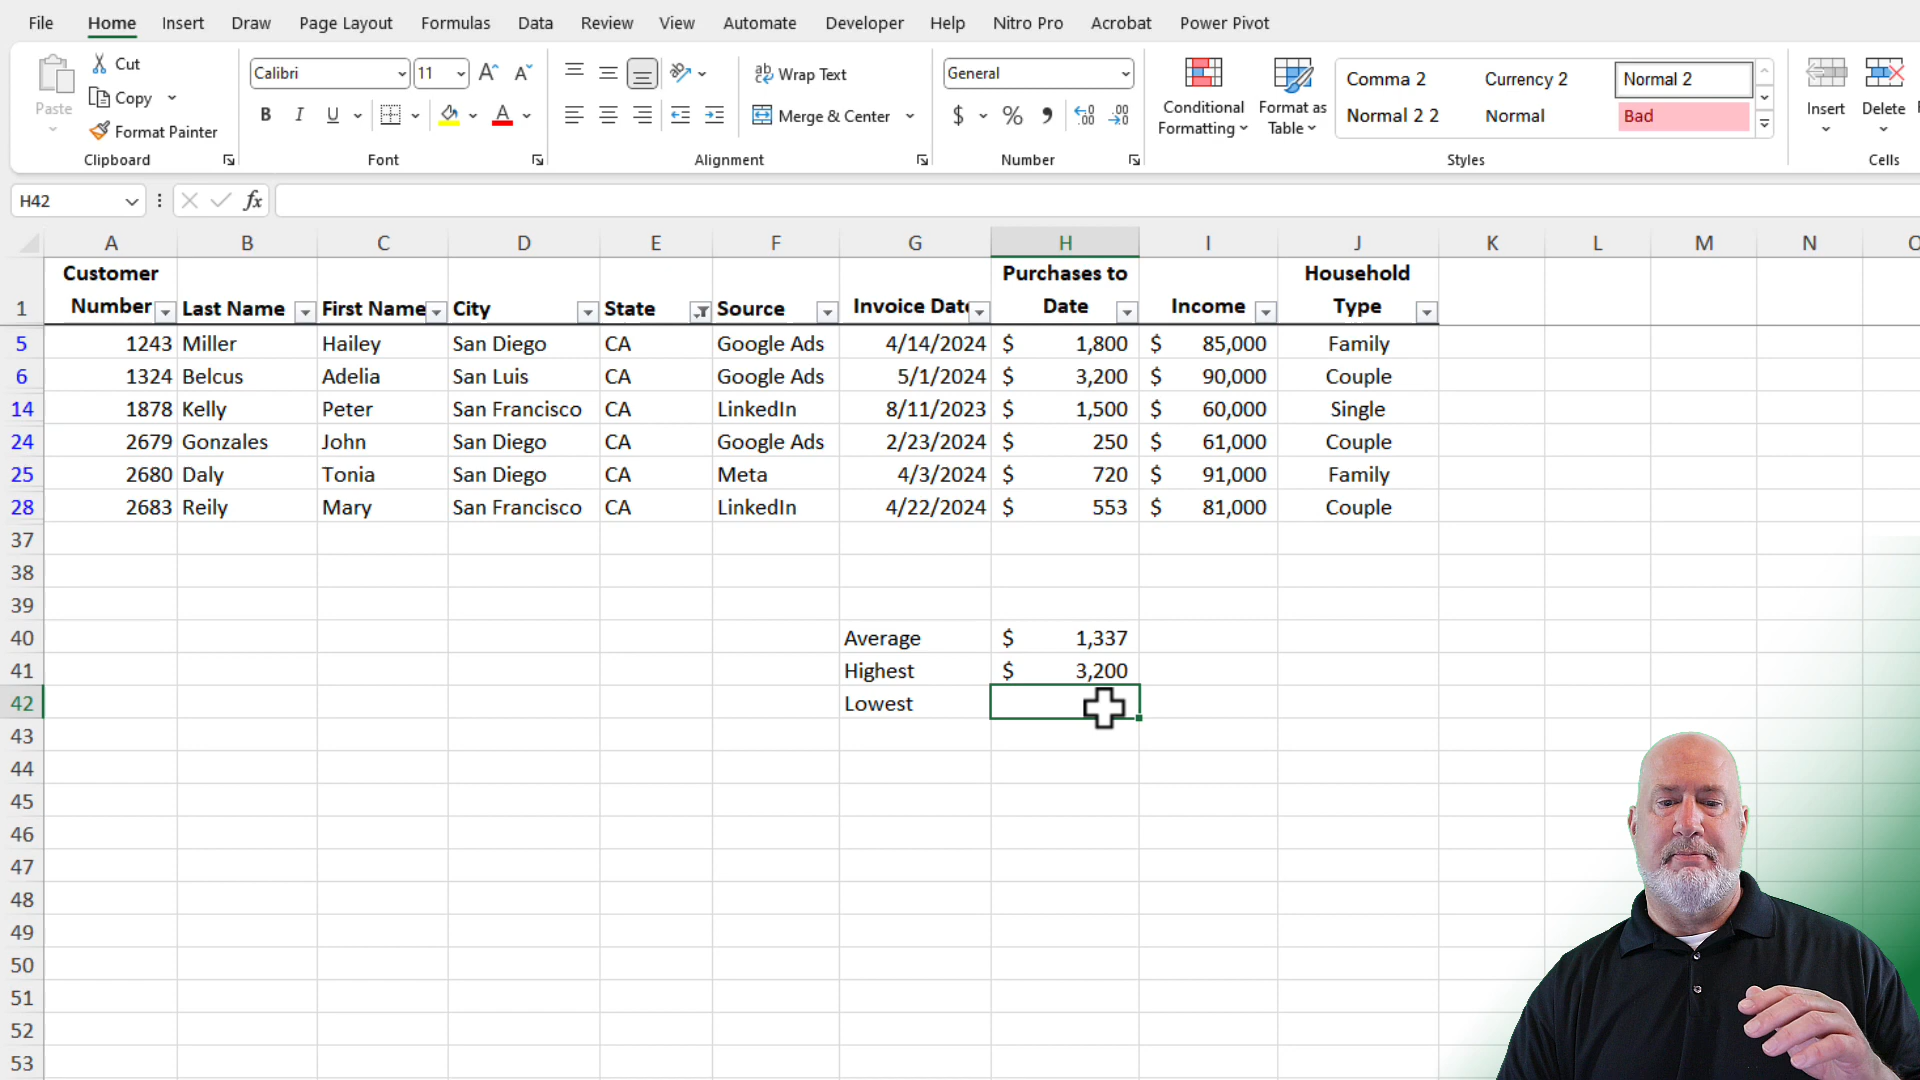 File Home Insert Draw Page Layout Formulas Data Review View Automate Developer Help Nitro Pro Acrobat Power Pivot
Paste Cut Copy Format Painter
Calibri 11
B I U A
ab Wrap Text
Merge & Center
General
$ % , .00
Conditional Formatting
Format as Table
Comma 2 Currency 2 Normal 2
Normal 2 2 Normal Bad
Insert Delete
Clipboard Font Alignment Number Styles Cells
H42 fx
A B C D E F G H I J K L M N
1 Customer Number Last Name First Name City State Source Invoice Date Purchases to Date Income Household Type
5 1243 Miller Hailey San Diego CA Google Ads 4/14/2024 $ 1,800 $ 85,000 Family
6 1324 Belcus Adelia San Luis CA Google Ads 5/1/2024 $ 3,200 $ 90,000 Couple
14 1878 Kelly Peter San Francisco CA LinkedIn 8/11/2023 $ 1,500 $ 60,000 Single
24 2679 Gonzales John San Diego CA Google Ads 2/23/2024 $ 250 $ 61,000 Couple
25 2680 Daly Tonia San Diego CA Meta 4/3/2024 $ 720 $ 91,000 Family
28 2683 Reily Mary San Francisco CA LinkedIn 4/22/2024 $ 553 $ 81,000 Couple
37
38
39
40 Average $ 1,337
41 Highest $ 3,200
42 Lowest
43
44
45
46
47
48
49
50
51
52
53